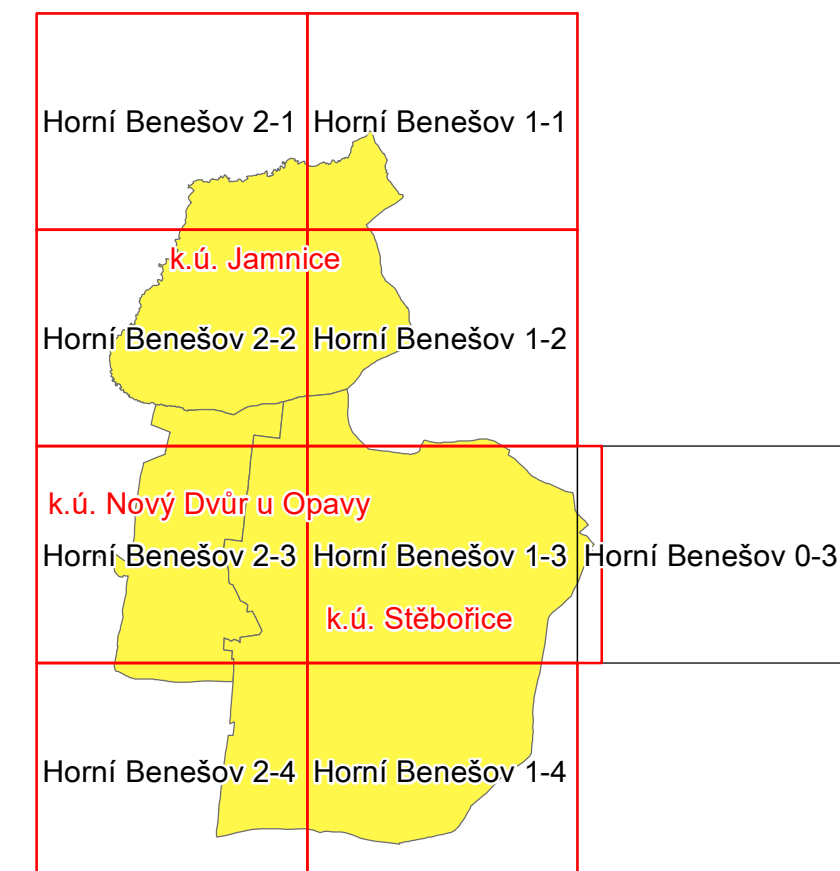 Horní Benešov 2-1 Horní Benešov 1-1
k.ú. Jamnice
Horní Benešov 2-2 Horní Benešov 1-2
k.ú. Nový Dvůr u Opavy
Horní Benešov 2-3 Horní Benešov 1-3 Horní Benešov 0-3
k.ú. Stěbořice
Horní Benešov 2-4 Horní Benešov 1-4